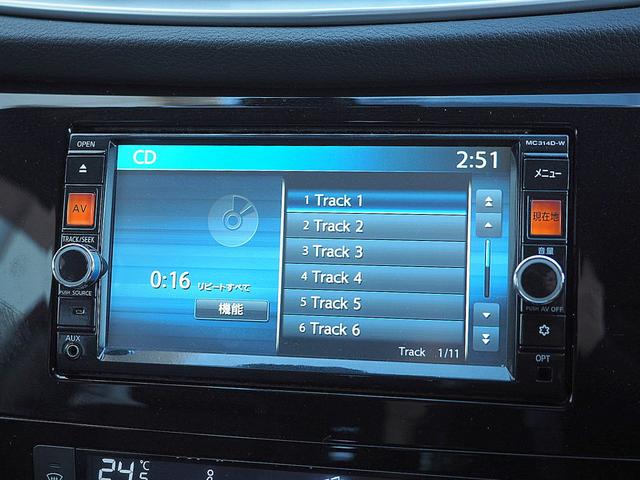 OPEN
MC314D-W
CD
2:51
メニュー
AV
現在地
TRACK/SEEK
音量
PUSH SOURCE
PUSH AV OFF
AUX
OPT
0:16 リピートすべて
機能
1 Track 1
2 Track 2
3 Track 3
4 Track 4
5 Track 5
6 Track 6
Track 1/11
24°C
5